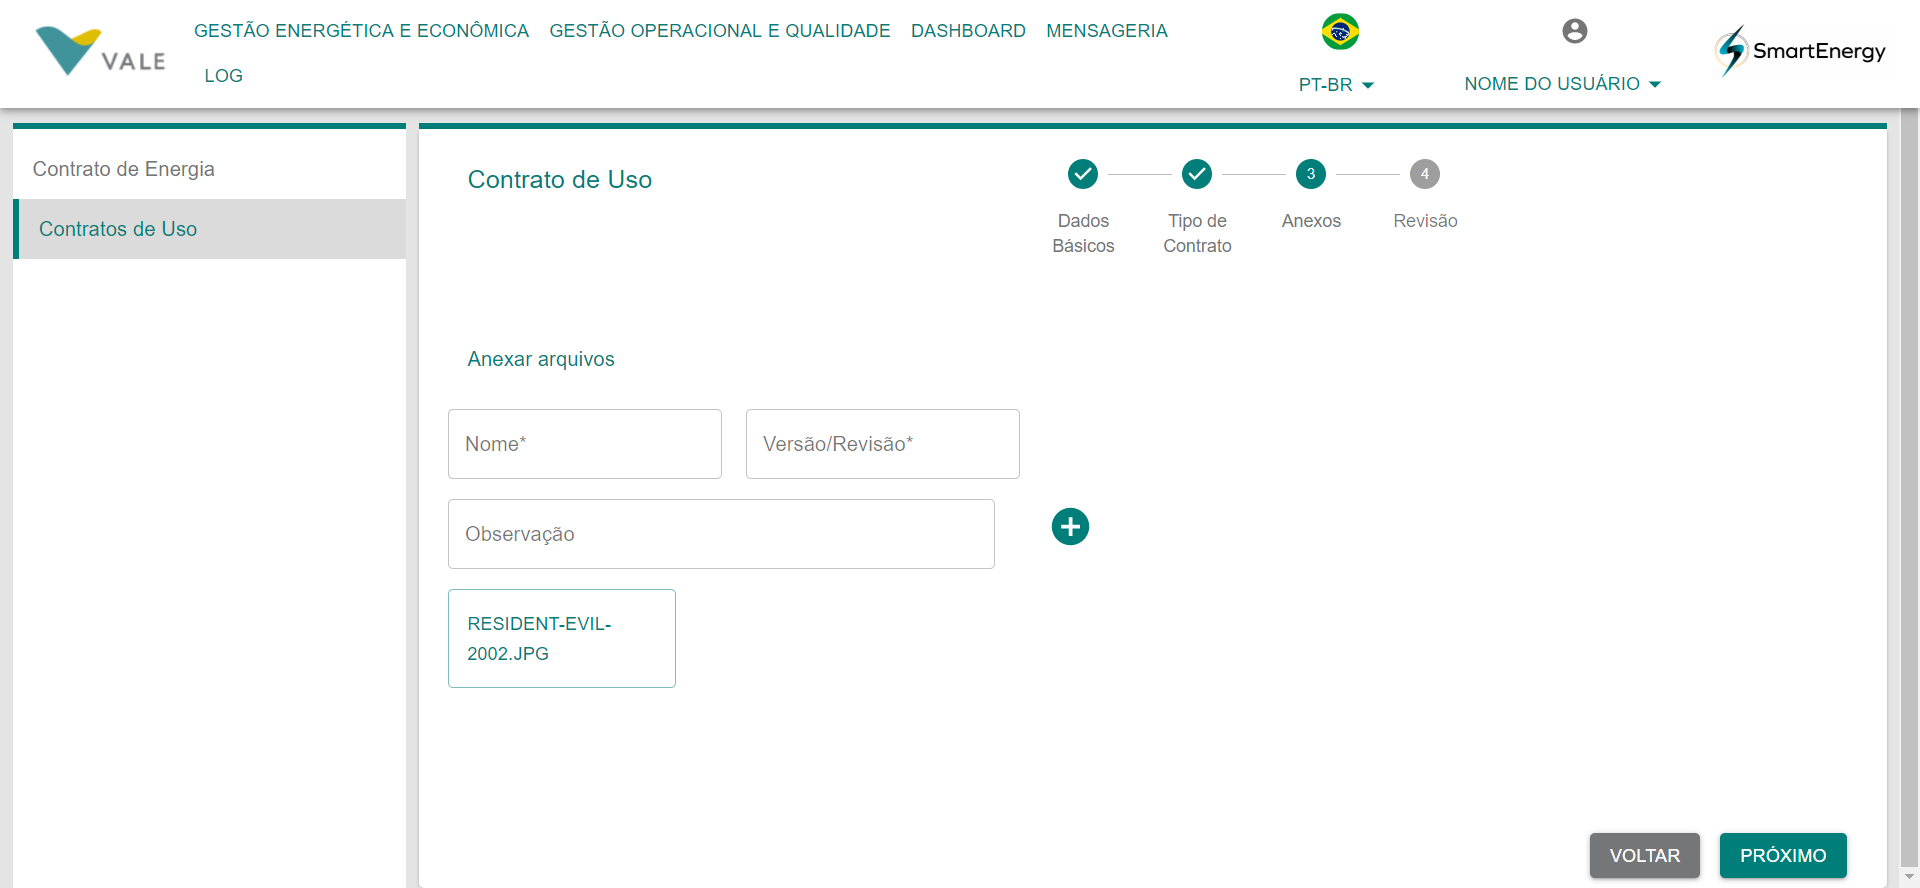 VALE
GESTÃO ENERGÉTICA E ECONÔMICA GESTÃO OPERACIONAL E QUALIDADE DASHBOARD MENSAGERIA
LOG
PT-BR
NOME DO USUÁRIO
SmartEnergy
Contrato de Energia
Contratos de Uso
Contrato de Uso
3
4
Dados
Básicos
Tipo de
Contrato
Anexos
Revisão
Anexar arquivos
Nome*
Versão/Revisão*
Observação
RESIDENT-EVIL-
2002.JPG
VOLTAR
PRÓXIMO